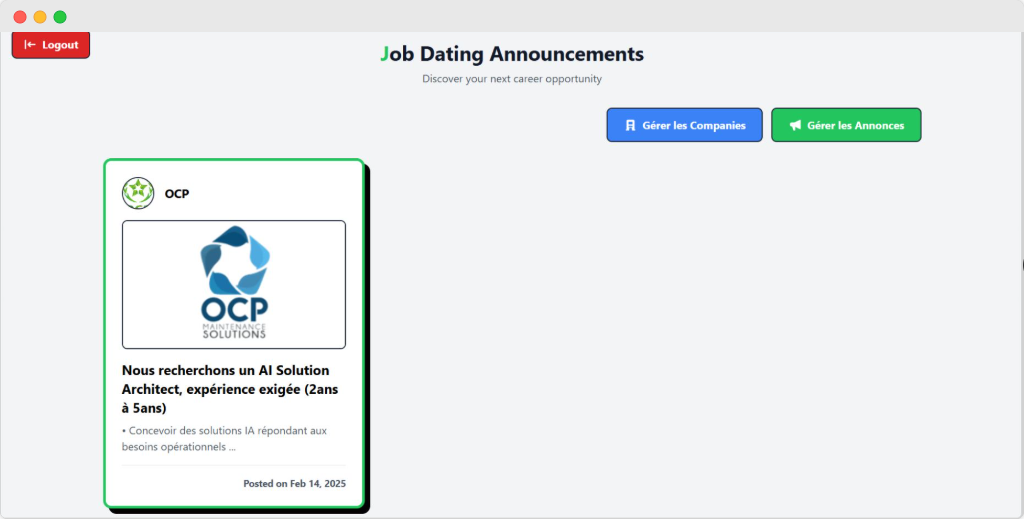 Logout
Job Dating Announcements
Discover your next career opportunity
Gérer les Companies
Gérer les Annonces
OCP
OCP
MAINTENANCE
SOLUTIONS
Nous recherchons un AI Solution
Architect, expérience exigée (2ans
à 5ans)
• Concevoir des solutions IA répondant aux
besoins opérationnels ...
Posted on Feb 14, 2025